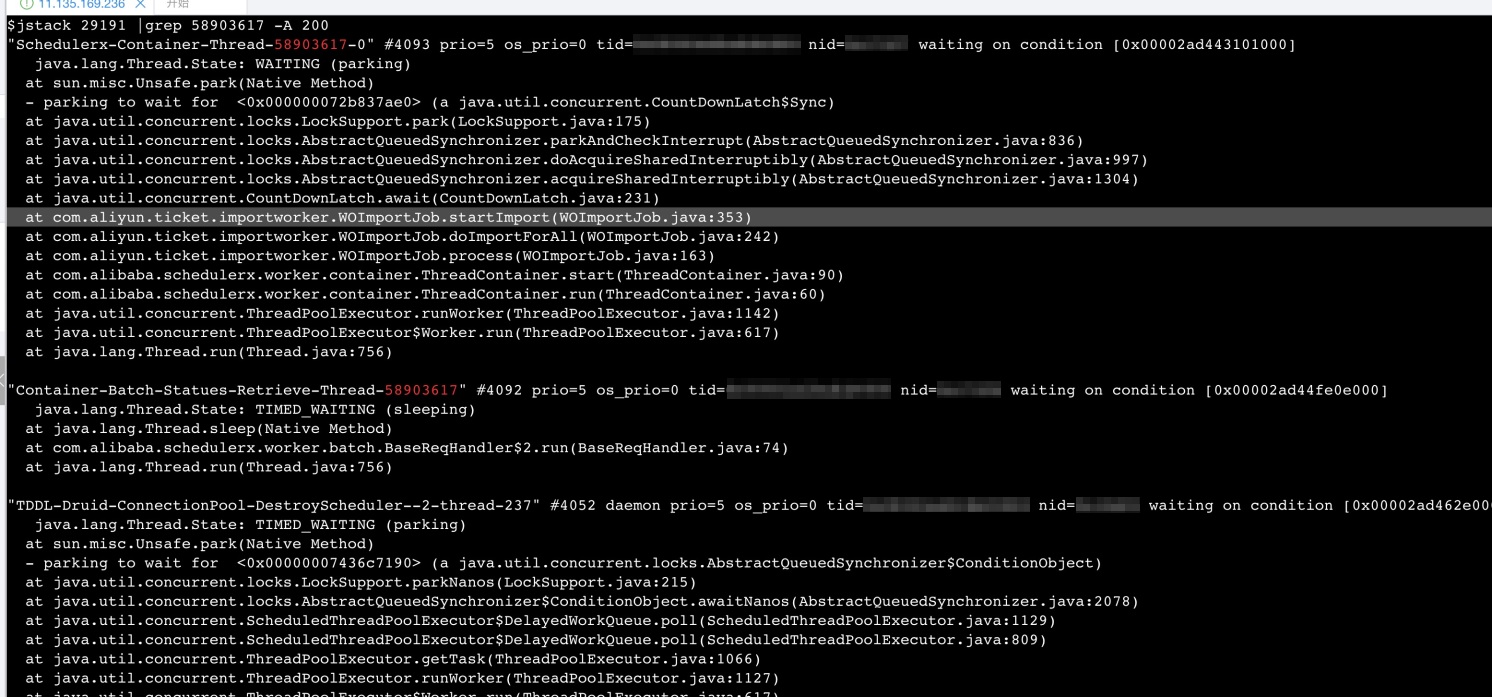 11.135.169.236 × 开始
$jstack 29191 |grep 58903617 -A 200
"Schedulerx-Container-Thread-58903617-0" #4093 prio=5 os_prio=0 tid= nid= waiting on condition [0x00002ad443101000]
java.lang.Thread.State: WAITING (parking)
at sun.misc.Unsafe.park(Native Method)
- parking to wait for <0x000000072b837ae0> (a java.util.concurrent.CountDownLatch$Sync)
at java.util.concurrent.locks.LockSupport.park(LockSupport.java:175)
at java.util.concurrent.locks.AbstractQueuedSynchronizer.parkAndCheckInterrupt(AbstractQueuedSynchronizer.java:836)
at java.util.concurrent.locks.AbstractQueuedSynchronizer.doAcquireSharedInterruptibly(AbstractQueuedSynchronizer.java:997)
at java.util.concurrent.locks.AbstractQueuedSynchronizer.acquireSharedInterruptibly(AbstractQueuedSynchronizer.java:1304)
at java.util.concurrent.CountDownLatch.await(CountDownLatch.java:231)
at com.aliyun.ticket.importworker.WOImportJob.startImport(WOImportJob.java:353)
at com.aliyun.ticket.importworker.WOImportJob.doImportForAll(WOImportJob.java:242)
at com.aliyun.ticket.importworker.WOImportJob.process(WOImportJob.java:163)
at com.alibaba.schedulerx.worker.container.ThreadContainer.start(ThreadContainer.java:90)
at com.alibaba.schedulerx.worker.container.ThreadContainer.run(ThreadContainer.java:60)
at java.util.concurrent.ThreadPoolExecutor.runWorker(ThreadPoolExecutor.java:1142)
at java.util.concurrent.ThreadPoolExecutor$Worker.run(ThreadPoolExecutor.java:617)
at java.lang.Thread.run(Thread.java:756)
"Container-Batch-Statues-Retrieve-Thread-58903617" #4092 prio=5 os_prio=0 tid= nid= waiting on condition [0x00002ad44fe0e000]
java.lang.Thread.State: TIMED_WAITING (sleeping)
at java.lang.Thread.sleep(Native Method)
at com.alibaba.schedulerx.worker.batch.BaseReqHandler$2.run(BaseReqHandler.java:74)
at java.lang.Thread.run(Thread.java:756)
"TDDL-Druid-ConnectionPool-DestroyScheduler--2-thread-237" #4052 daemon prio=5 os_prio=0 tid= nid= waiting on condition [0x00002ad462e00
java.lang.Thread.State: TIMED_WAITING (parking)
at sun.misc.Unsafe.park(Native Method)
- parking to wait for <0x00000007436c7190> (a java.util.concurrent.locks.AbstractQueuedSynchronizer$ConditionObject)
at java.util.concurrent.locks.LockSupport.parkNanos(LockSupport.java:215)
at java.util.concurrent.locks.AbstractQueuedSynchronizer$ConditionObject.awaitNanos(AbstractQueuedSynchronizer.java:2078)
at java.util.concurrent.ScheduledThreadPoolExecutor$DelayedWorkQueue.poll(ScheduledThreadPoolExecutor.java:1129)
at java.util.concurrent.ScheduledThreadPoolExecutor$DelayedWorkQueue.poll(ScheduledThreadPoolExecutor.java:809)
at java.util.concurrent.ThreadPoolExecutor.getTask(ThreadPoolExecutor.java:1066)
at java.util.concurrent.ThreadPoolExecutor.runWorker(ThreadPoolExecutor.java:1127)
at java.util.concurrent.ThreadPoolExecutor$Worker.run(ThreadPoolExecutor.java:617)